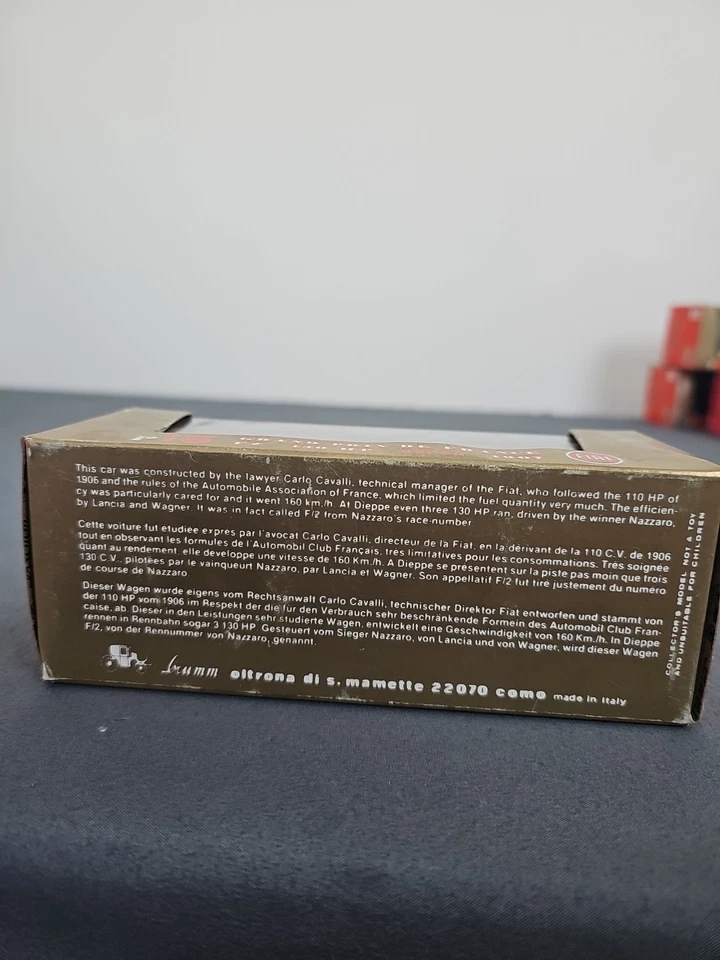 This car was constructed by the lawyer Carlo Cavalli, technical manager of the Fiat, who followed the 110 HP of
1906 and the rules of the Automobile Association of France, which limited the fuel quantity very much. The efficien-
cy was particularly cared for and it went 160 km/h. At Dieppe even three 130 HP ran, driven by the winner Nazzaro,
by Lancia and Wagner. It was in fact called F/2 from Nazzaro's race-number.
Cette voiture fut etudiee expres par l'avocat Carlo Cavalli, directeur de la Fiat, en la dérivant de la 110 C.V. de 1906
tout en observant les formules de l'Automobil Club Français, très limitatives pour les consommations. Très soignée
quant au rendement, elle developpe une vitesse de 160 Km/h. A Dieppe se présentent sur la piste pas moin que trois
130 C.V., pilotées par le vainqueurt Nazzaro, par Lancia et Wagner. Son appellatif F/2 fut tiré justement du numéro
de course de Nazzaro
Dieser Wagen wurde eigens vom Rechtsanwalt Carlo Cavalli, technischer Direktor Fiat entworfen und stammt von
der 110 HP vom 1906 im Respekt der die für den Verbrauch sehr beschränkende Formein des Automobil Club Fran-
caise, ab. Dieser in den Leistungen sehr studierte Wagen, entwickelt eine Geschwindigkeit von 160 Km./h. In Dieppe
rennen in Rennbahn sogar 3 130 HP. Gesteuert vom Sieger Nazzaro, von Lancia und von Wagner, wird dieser Wagen
F/2, von der Rennummer von Nazzaro, genannt.
brumm oltrona di s. mamette 22070 como made in Italy
COLLECTOR'S MODEL NOT A TOY
AND UNSUITABLE FOR CHILDREN